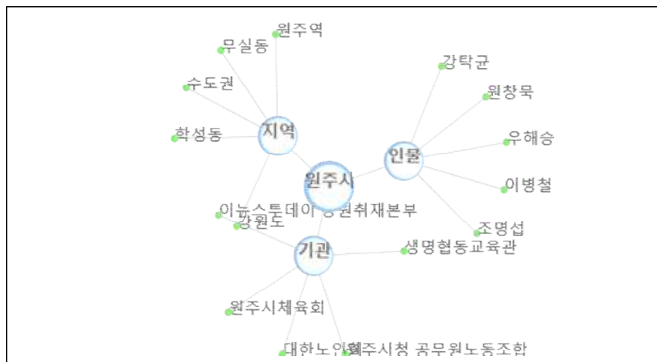 원주역
무실동
수도권
학성동
지역
강탁균
원창묵
우해승
인물
이병철
조명섭
원주시
이뉴스투데이 강원취재본부
강원도
기관
생명협동교육관
원주시체육회
대한노인회
원주시청 공무원노동조합